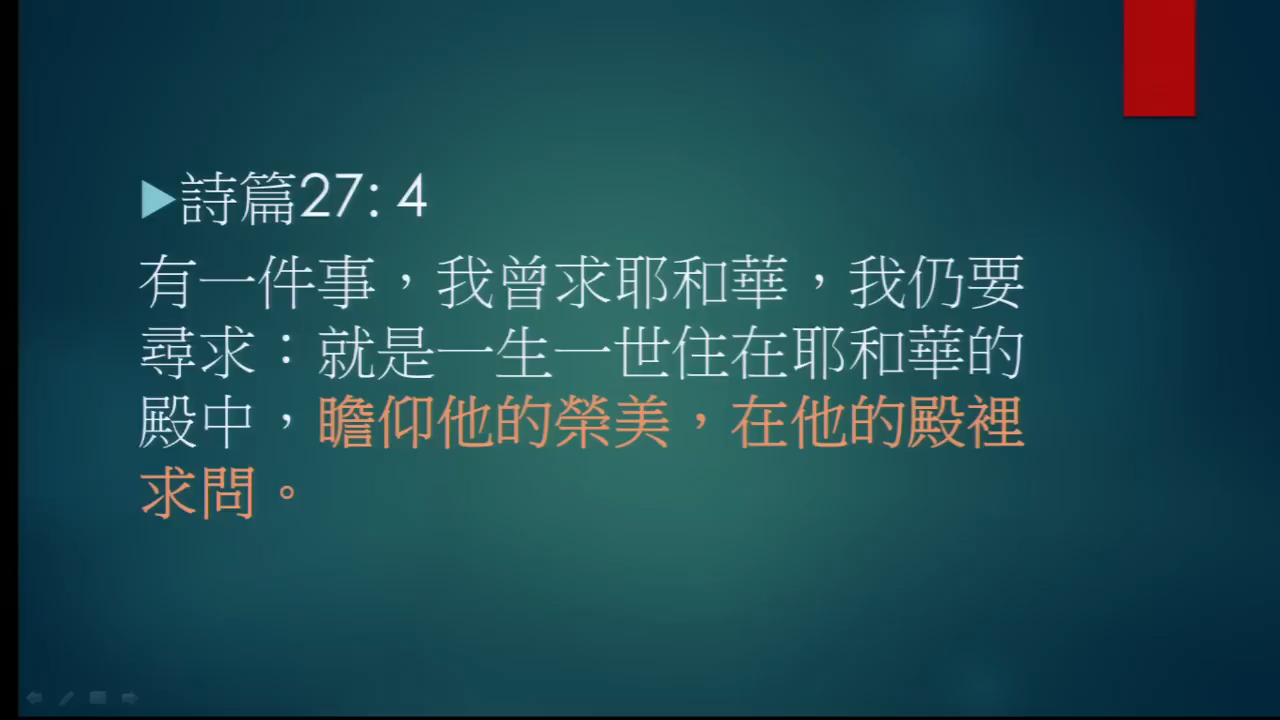 詩篇27: 4
有一件事，我曾求耶和華，我仍要
尋求：就是一生一世住在耶和華的
殿中，瞻仰他的榮美，在他的殿裡
求問。